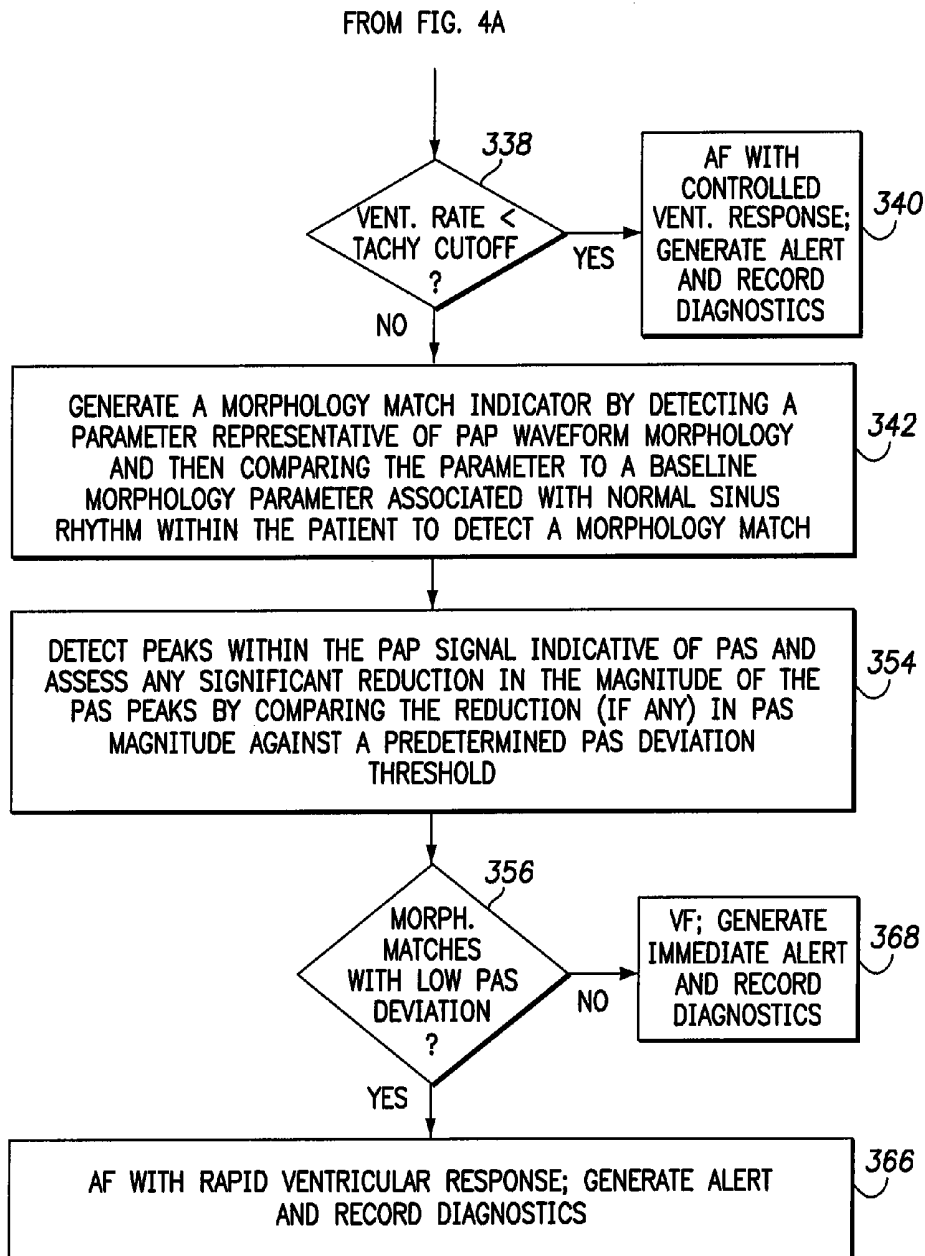 FROM FIG. 4A
338
VENT. RATE <
TACHY CUTOFF
?
YES
NO
AF WITH
CONTROLLED
VENT. RESPONSE;
GENERATE ALERT
AND RECORD
DIAGNOSTICS
340
GENERATE A MORPHOLOGY MATCH INDICATOR BY DETECTING A
PARAMETER REPRESENTATIVE OF PAP WAVEFORM MORPHOLOGY
AND THEN COMPARING THE PARAMETER TO A BASELINE
MORPHOLOGY PARAMETER ASSOCIATED WITH NORMAL SINUS
RHYTHM WITHIN THE PATIENT TO DETECT A MORPHOLOGY MATCH
342
DETECT PEAKS WITHIN THE PAP SIGNAL INDICATIVE OF PAS AND
ASSESS ANY SIGNIFICANT REDUCTION IN THE MAGNITUDE OF THE
PAS PEAKS BY COMPARING THE REDUCTION (IF ANY) IN PAS
MAGNITUDE AGAINST A PREDETERMINED PAS DEVIATION
THRESHOLD
354
356
MORPH.
MATCHES
WITH LOW PAS
DEVIATION
?
NO
YES
VF; GENERATE
IMMEDIATE ALERT
AND RECORD
DIAGNOSTICS
368
AF WITH RAPID VENTRICULAR RESPONSE; GENERATE ALERT
AND RECORD DIAGNOSTICS
366